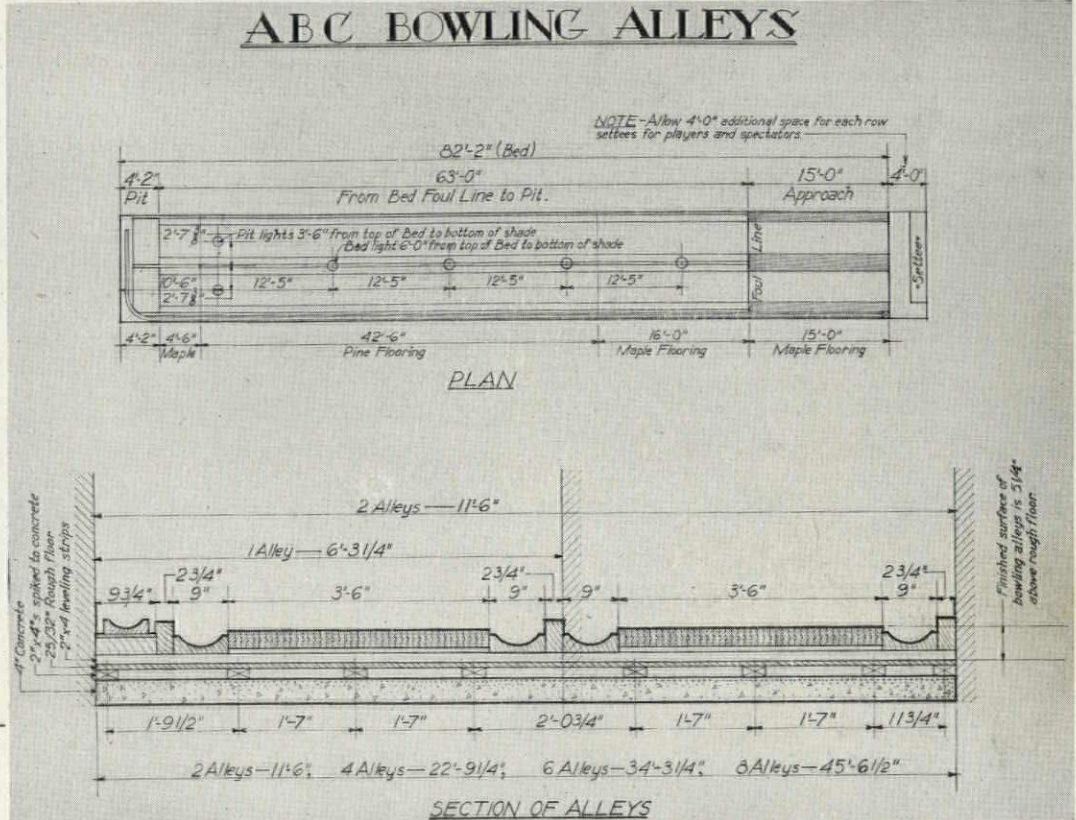 ABC BOWLING ALLEYS
NOTE-Allow 4'-0" additional space for each row
settees for players and spectators.
82'-2" (Bed)
4'-2" 63'-0" 15'-0" 4'-0"
Pit From Bed Foul Line to Pit. Approach
2'-7 Pit lights 3'-6" from top of Bed to bottom of shade
Bed light 6'-0" from top of Bed to bottom of shade
Foul Line
"Settee"
10'-6" 12'-5" 12'-5" 12'-5" 12'-5"
2'-7
4'-2" 4'-6" 42'-6" 16'-0" 15'-0"
Maple Pine Flooring Maple Flooring Maple Flooring
PLAN
2 Alleys — 11'-6"
1 Alley — 6'-3 1/4"
2 3/4" 2 3/4" 2 3/4"
9 3/4" 9" 3'-6" 9" 9" 3'-6" 9"
4" Concrete
2"x4"s spiked to concrete
25/32" Rough floor
2"x4 leveling strips
Finished surface of
bowling alleys is 5 1/4"
above rough floor.
1'-9 1/2" 1'-7" 1'-7" 2'-0 3/4" 1'-7" 1'-7" 11 3/4"
2 Alleys—11'-6", 4 Alleys—22'-9 1/4", 6 Alleys—34'-3 1/4", 8 Alleys—45'-6 1/2"
SECTION OF ALLEYS